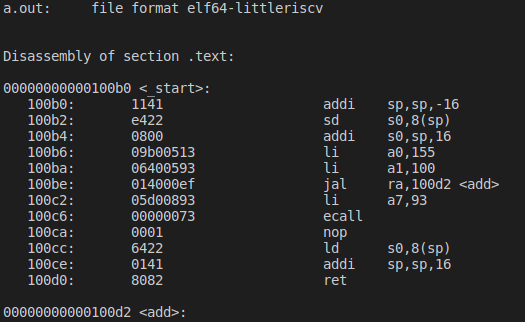 a.out:     file format elf64-littleriscv
Disassembly of section .text:
00000000000100b0 <_start>:
   100b0:	1141                	addi	sp,sp,-16
   100b2:	e422                	sd	s0,8(sp)
   100b4:	0800                	addi	s0,sp,16
   100b6:	09b00513          	li	a0,155
   100ba:	06400593          	li	a1,100
   100be:	014000ef          	jal	ra,100d2 <add>
   100c2:	05d00893          	li	a7,93
   100c6:	00000073          	ecall
   100ca:	0001                	nop
   100cc:	6422                	ld	s0,8(sp)
   100ce:	0141                	addi	sp,sp,16
   100d0:	8082                	ret
00000000000100d2 <add>: